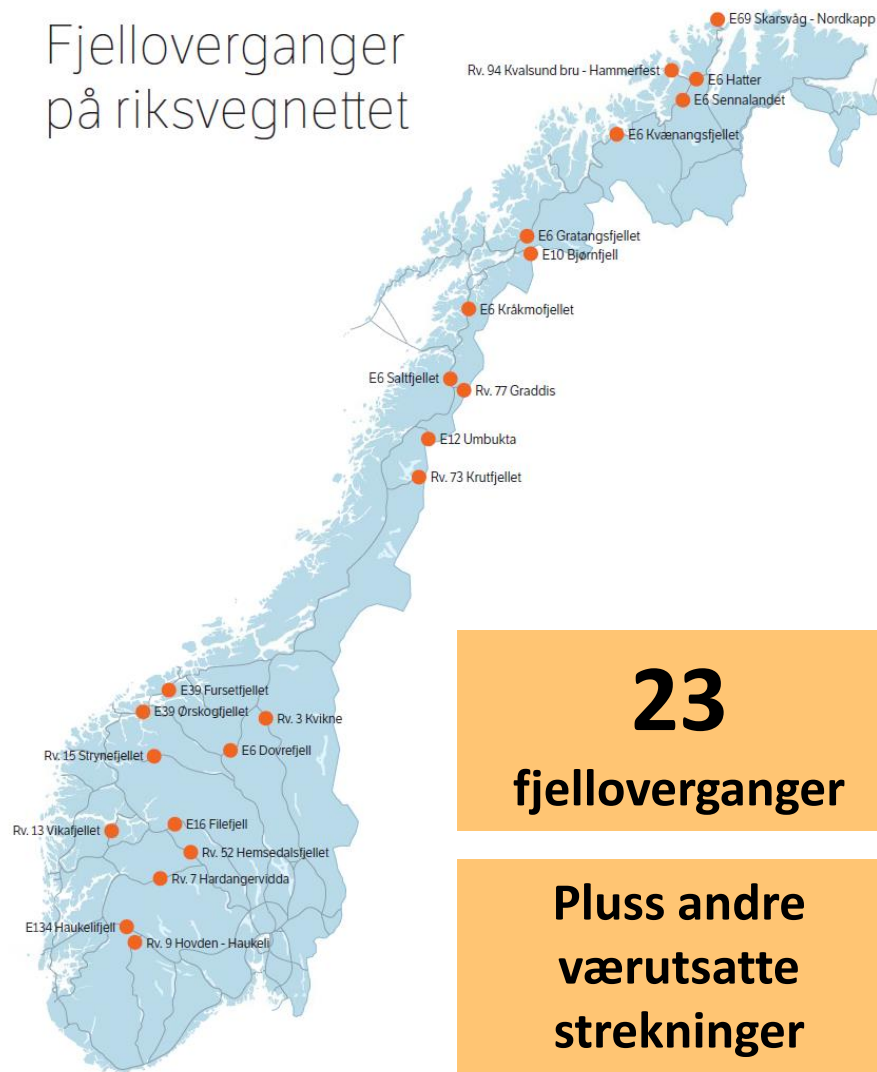 Fjelloverganger
på riksvegnettet
E69 Skarsvåg - Nordkapp
Rv. 94 Kvalsund bru - Hammerfest
E6 Hatter
E6 Sennalandet
E6 Kvænangsfjellet
E6 Gratangsfjellet
E10 Bjørnfjell
E6 Kråkmofjellet
E6 Saltfjellet
Rv. 77 Graddis
E12 Umbukta
Rv. 73 Krutfjellet
E39 Fursetfjellet
E39 Ørskogfjellet
Rv. 3 Kvikne
E6 Dovrefjell
Rv. 15 Strynefjellet
E16 Filefjell
Rv. 13 Vikafjellet
Rv. 52 Hemsedalsfjellet
Rv. 7 Hardangervidda
E134 Haukelifjell
Rv. 9 Hovden - Haukeli
23
fjelloverganger
Pluss andre
værutsatte
strekninger